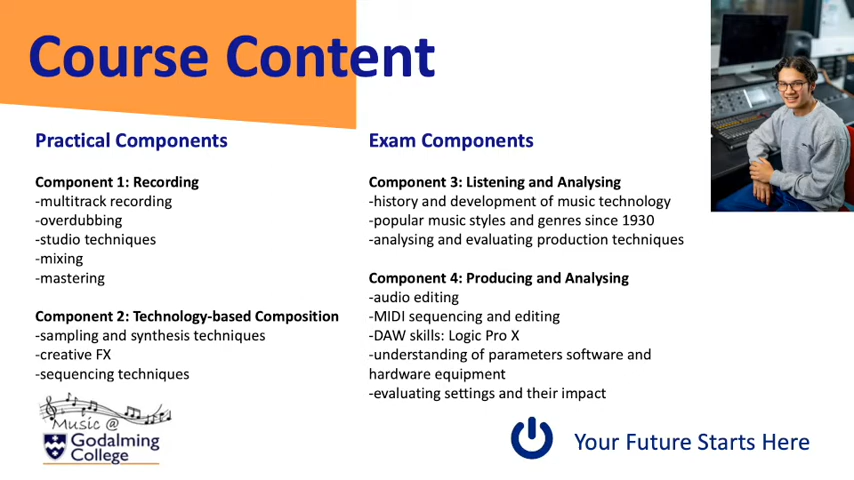 Course Content
Practical Components
Component 1: Recording
-multitrack recording
-overdubbing
-studio techniques
-mixing
-mastering
Component 2: Technology-based Composition
-sampling and synthesis techniques
-creative FX
-sequencing techniques
Exam Components
Component 3: Listening and Analysing
-history and development of music technology
-popular music styles and genres since 1930
-analysing and evaluating production techniques
Component 4: Producing and Analysing
-audio editing
-MIDI sequencing and editing
-DAW skills: Logic Pro X
-understanding of parameters software and
hardware equipment
-evaluating settings and their impact
Music @
Godalming
College
Your Future Starts Here